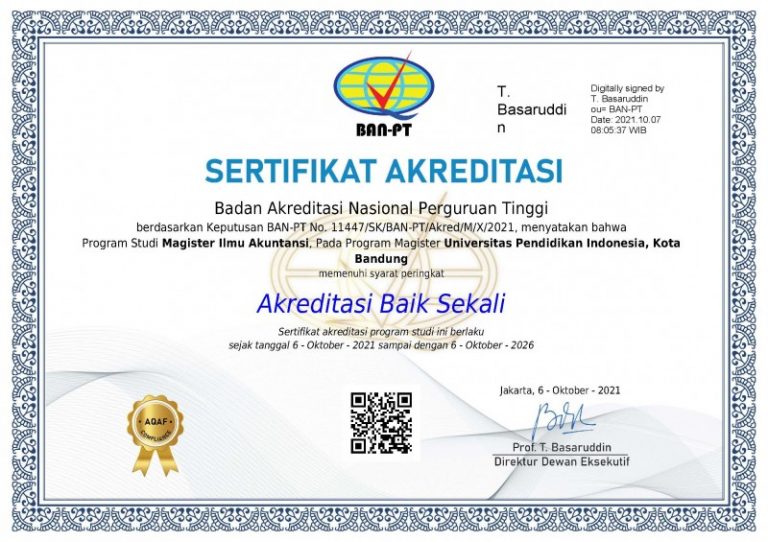 BAN-PT
T.
Basaruddi
n
Digitally signed by
T. Basaruddin
ou= BAN-PT
Date: 2021.10.07
08:05:37 WIB
SERTIFIKAT AKREDITASI
Badan Akreditasi Nasional Perguruan Tinggi
berdasarkan Keputusan BAN-PT No. 11447/SK/BAN-PT/Akred/M/X/2021, menyatakan bahwa
Program Studi Magister Ilmu Akuntansi, Pada Program Magister Universitas Pendidikan Indonesia, Kota
Bandung
memenuhi syarat peringkat
Akreditasi Baik Sekali
Sertifikat akreditasi program studi ini berlaku
sejak tanggal 6 - Oktober - 2021 sampai dengan 6 - Oktober - 2026
Jakarta, 6 - Oktober - 2021
AQAF
COMPLIANCE
Prof. T. Basaruddin
Direktur Dewan Eksekutif